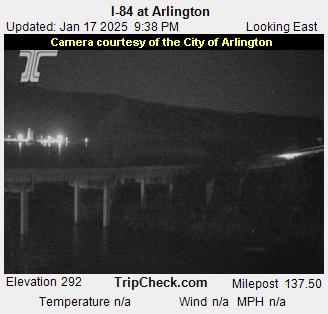 I-84 at Arlington
Updated: Jan 17 2025 9:38 PM Looking East
Camera courtesy of the City of Arlington
Elevation 292 TripCheck.com Milepost 137.50
Temperature n/a Wind n/a MPH n/a